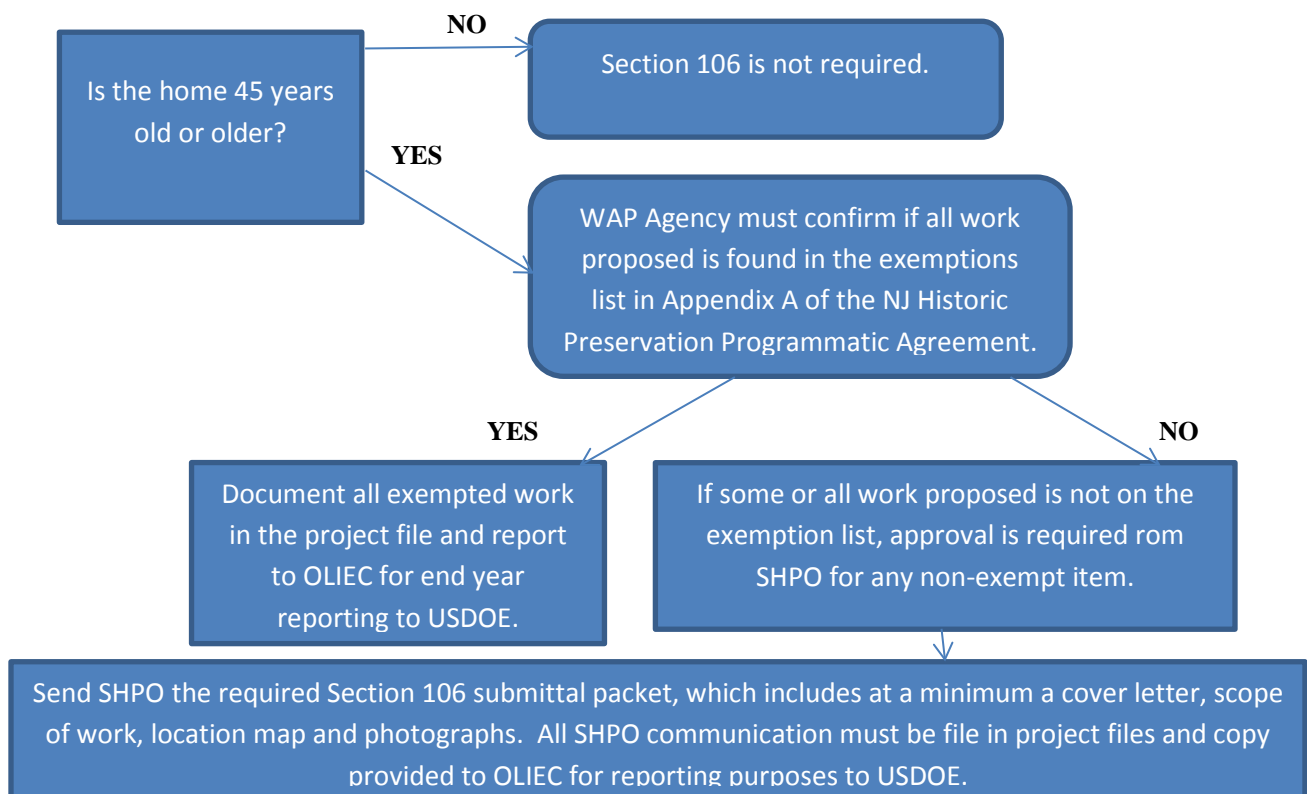 NO
Is the home 45 years
old or older?
Section 106 is not required.
YES
WAP Agency must confirm if all work
proposed is found in the exemptions
list in Appendix A of the NJ Historic
Preservation Programmatic Agreement.
YES
NO
Document all exempted work
in the project file and report
to OLIEC for end year
reporting to USDOE.
If some or all work proposed is not on the
exemption list, approval is required rom
SHPO for any non-exempt item.
Send SHPO the required Section 106 submittal packet, which includes at a minimum a cover letter, scope
of work, location map and photographs.  All SHPO communication must be file in project files and copy
provided to OLIEC for reporting purposes to USDOE.